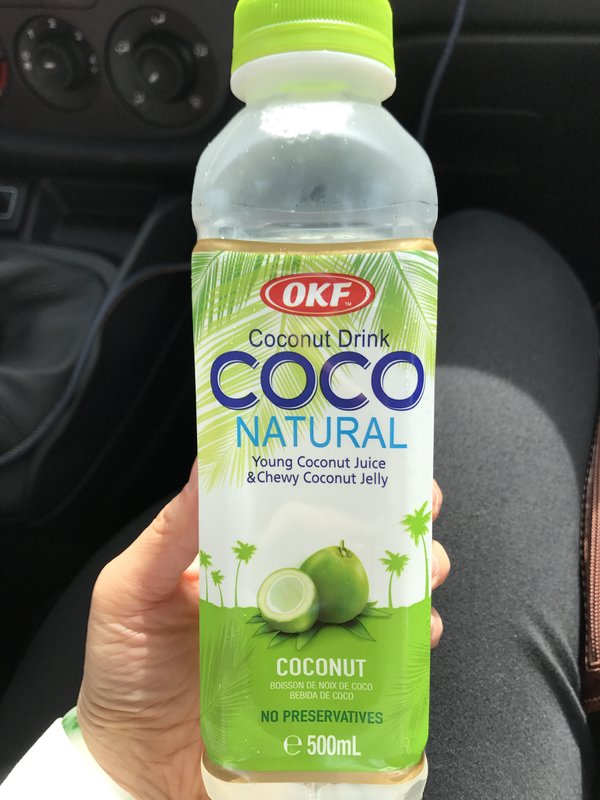 OKF TM
Coconut Drink
COCO
NATURAL
Young Coconut Juice
&Chewy Coconut Jelly
COCONUT
BOISSON DE NOIX DE COCO
BEBIDA DE COCO
NO PRESERVATIVES
℮ 500mL